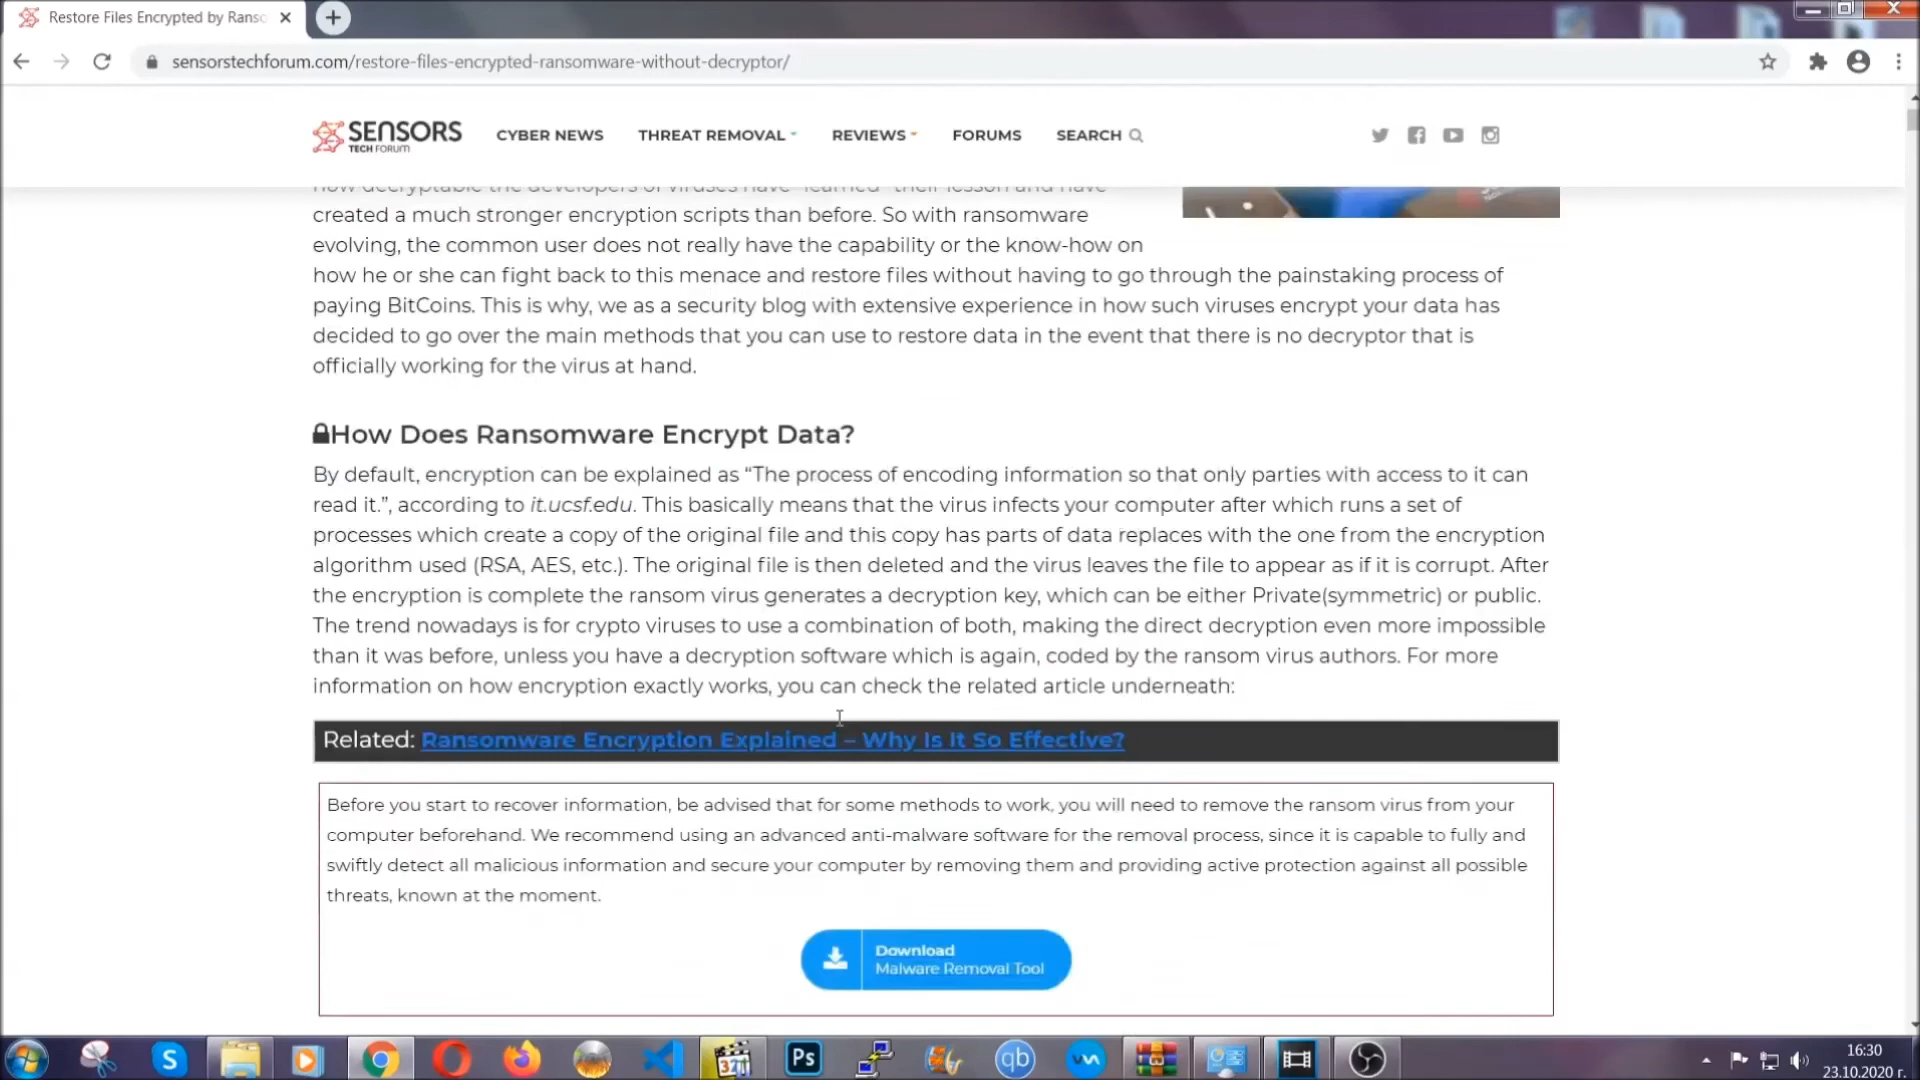 Restore Files Encrypted by Ranso
sensorstechforum.com/restore-files-encrypted-ransomware-without-decryptor/
SENSORS
TECH FORUM
CYBER NEWS
THREAT REMOVAL
REVIEWS
FORUMS
SEARCH
how decryptable the developers of viruses have "learned" their lesson and have
created a much stronger encryption scripts than before. So with ransomware
evolving, the common user does not really have the capability or the know-how on
how he or she can fight back to this menace and restore files without having to go through the painstaking process of
paying BitCoins. This is why, we as a security blog with extensive experience in how such viruses encrypt your data has
decided to go over the main methods that you can use to restore data in the event that there is no decryptor that is
officially working for the virus at hand.
How Does Ransomware Encrypt Data?
By default, encryption can be explained as “The process of encoding information so that only parties with access to it can
read it.”, according to it.ucsf.edu. This basically means that the virus infects your computer after which runs a set of
processes which create a copy of the original file and this copy has parts of data replaces with the one from the encryption
algorithm used (RSA, AES, etc.). The original file is then deleted and the virus leaves the file to appear as if it is corrupt. After
the encryption is complete the ransom virus generates a decryption key, which can be either Private(symmetric) or public.
The trend nowadays is for crypto viruses to use a combination of both, making the direct decryption even more impossible
than it was before, unless you have a decryption software which is again, coded by the ransom virus authors. For more
information on how encryption exactly works, you can check the related article underneath:
Related: Ransomware Encryption Explained – Why Is It So Effective?
Before you start to recover information, be advised that for some methods to work, you will need to remove the ransom virus from your
computer beforehand. We recommend using an advanced anti-malware software for the removal process, since it is capable to fully and
swiftly detect all malicious information and secure your computer by removing them and providing active protection against all possible
threats, known at the moment.
Download
Malware Removal Tool
S
321
Ps
qb
16:30
23.10.2020 г.